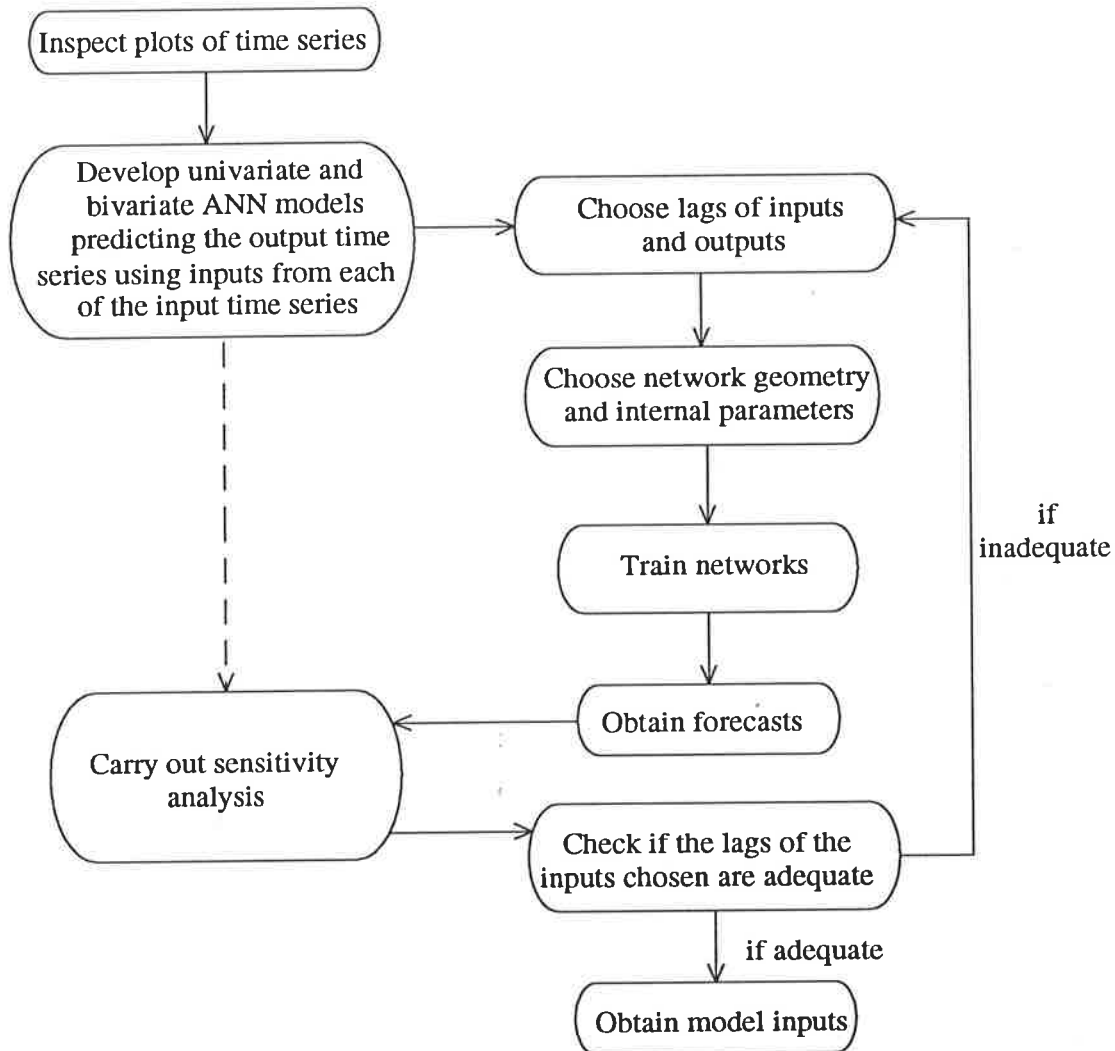 Inspect plots of time series
Develop univariate and
bivariate ANN models
predicting the output time
series using inputs from each
of the input time series
Choose lags of inputs
and outputs
Choose network geometry
and internal parameters
if
inadequate
Train networks
Obtain forecasts
Carry out sensitivity
analysis
Check if the lags of the
inputs chosen are adequate
if adequate
Obtain model inputs